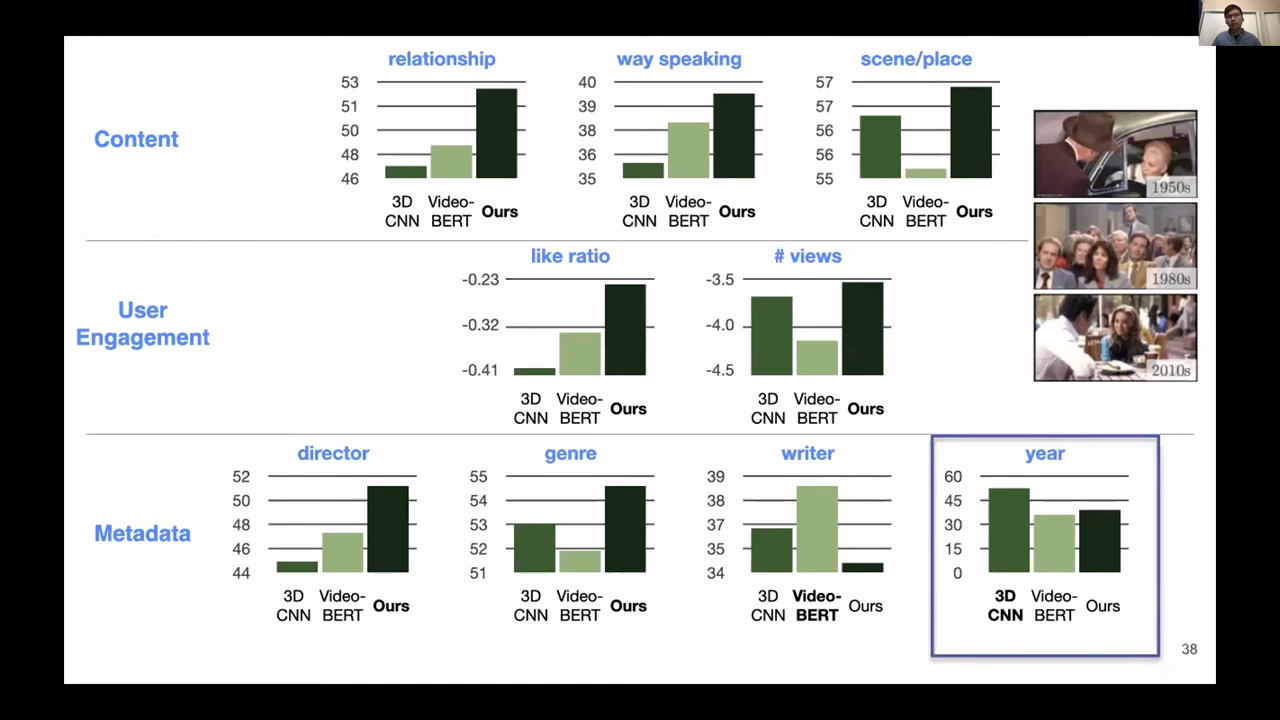 relationship
way speaking
scene/place
53
51
50
48
46
40
39
38
36
35
57
57
56
56
55
Content
3D
CNN
Video-
BERT
Ours
3D
CNN
Video-
BERT
Ours
3D
CNN
Video-
BERT
Ours
1950s
1980s
2010s
like ratio
# views
-0.23
-0.32
-0.41
-3.5
-4.0
-4.5
User
Engagement
3D
CNN
Video-
BERT
Ours
3D
CNN
Video-
BERT
Ours
director
genre
writer
year
52
50
48
46
44
55
54
53
52
51
39
38
37
35
34
60
45
30
15
0
Metadata
3D
CNN
Video-
BERT
Ours
3D
CNN
Video-
BERT
Ours
3D
CNN
Video-
BERT
Ours
3D
CNN
Video-
BERT
Ours
38